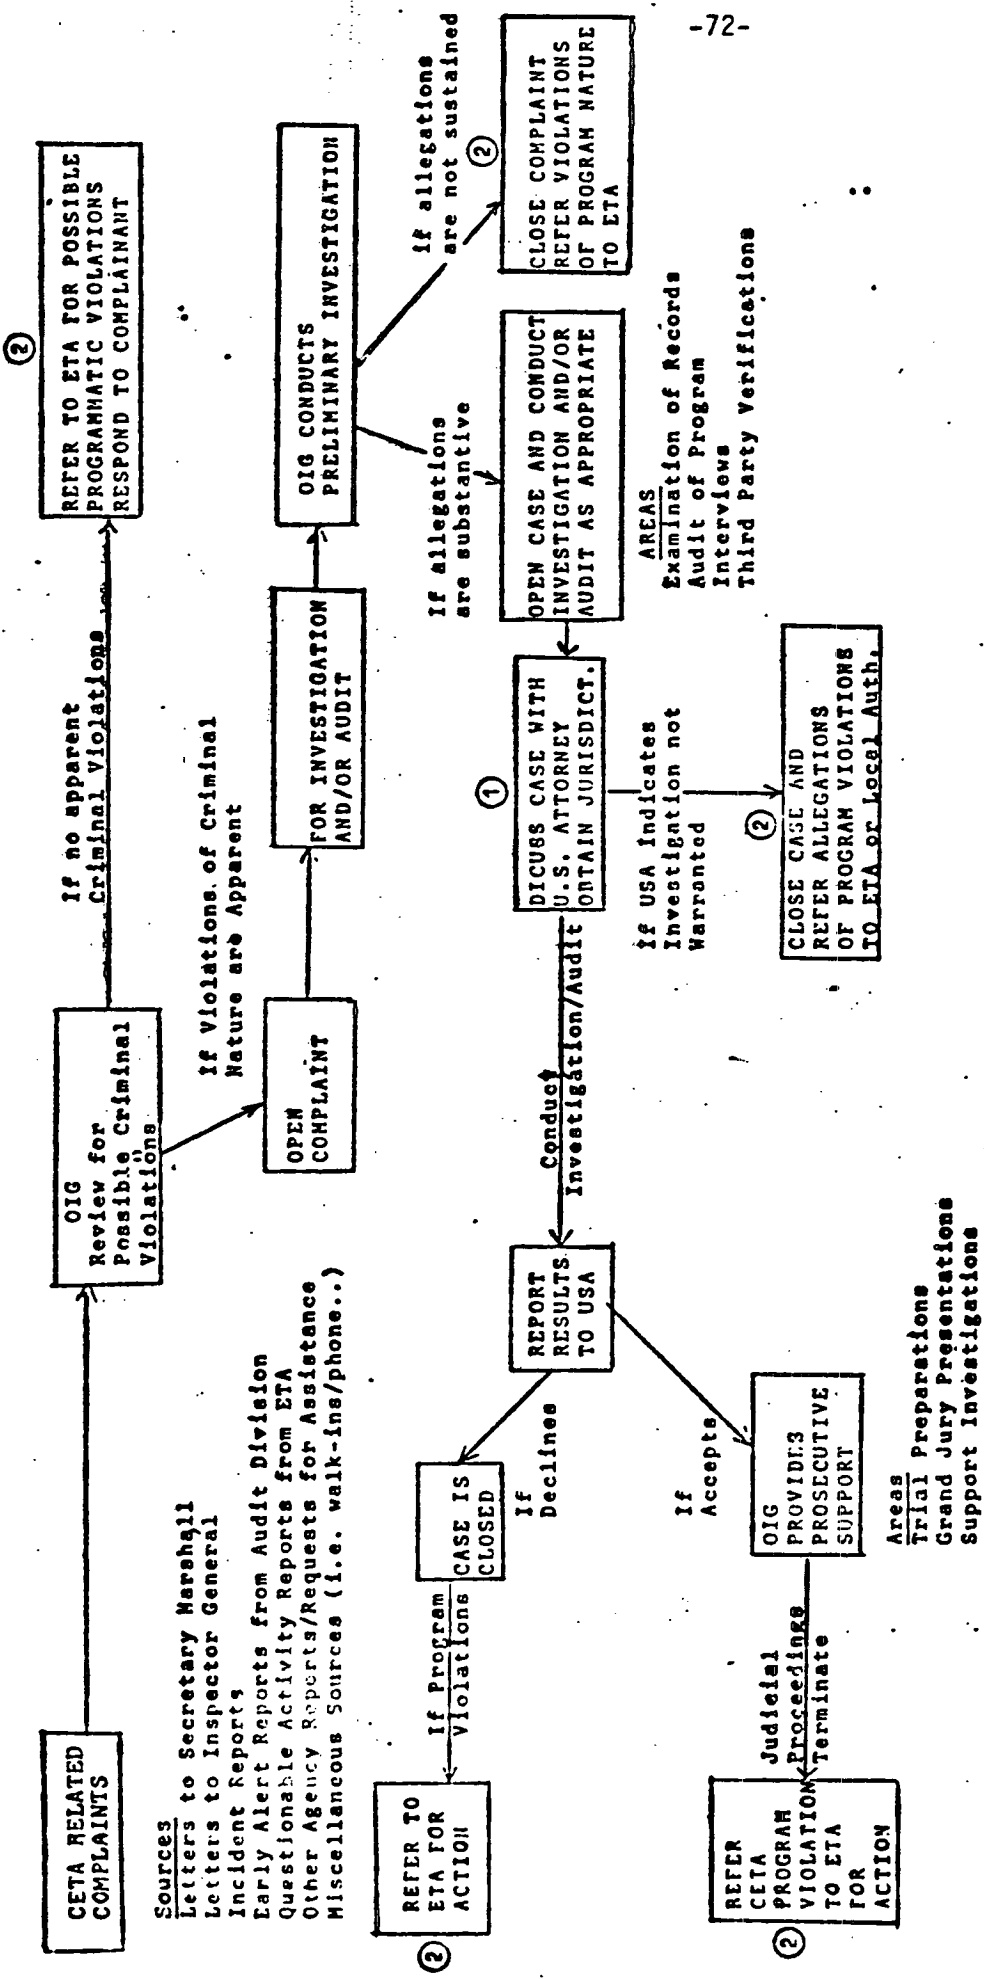 -72-
CETA RELATED
COMPLAINTS
Sources
Letters to Secretary Marshall
Letters to Inspector General
Incident Reports
Early Alert Reports from Audit Division
Questionable Activity Reports from ETA
Other Agency Reports/Requests for Assistance
Miscellaneous Sources (i.e. walk-ins/phone..)
OIG
Review for
Possible Criminal
Violations
If no apparent
Criminal Violations
②
REFER TO ETA FOR POSSIBLE
PROGRAMMATIC VIOLATIONS
RESPOND TO COMPLAINANT
If Violations of Criminal
Nature are Apparent
OPEN
COMPLAINT
FOR INVESTIGATION
AND/OR AUDIT
OIG CONDUCTS
PRELIMINARY INVESTIGATION
if allegations
are not sustained
②
CLOSE COMPLAINT
REFER VIOLATIONS
OF PROGRAM NATURE
TO ETA
If allegations
are substantive
OPEN CASE AND CONDUCT
INVESTIGATION AND/OR
AUDIT AS APPROPRIATE
AREAS
Examination of Records
Audit of Program
Interviews
Third Party Verifications
①
DICUSS CASE WITH
U.S. ATTORNEY
OBTAIN JURISDICT.
If USA Indicates
Investigation not
Warranted
②
CLOSE CASE AND
REFER ALLEGATIONS
OF PROGRAM VIOLATIONS
TO ETA or Local Auth.
Conduct
Investigation/Audit
REPORT
RESULTS
TO USA
If
Declines
CASE IS
CLOSED
If Program
Violations
REFER TO
ETA FOR
ACTION
②
If
Accepts
OIG
PROVIDES
PROSECUTIVE
SUPPORT
Areas
Trial Preparations
Grand Jury Presentations
Support Investigations
Judicial
Proceedings
Terminate
REFER
CETA
PROGRAM
VIOLATION
TO ETA
FOR
ACTION
②